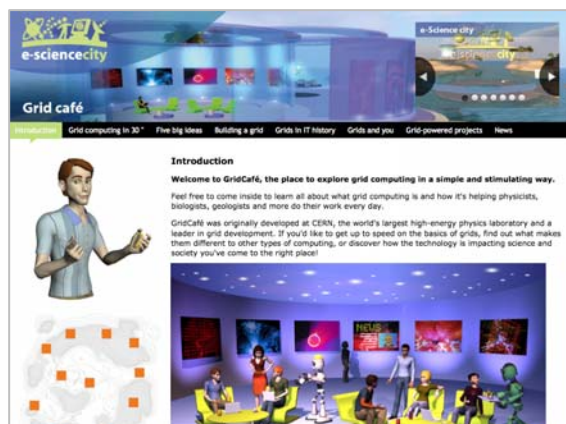 e-sciencecity
e-Science city
Grid café
Introduction Grid computing in 30" Five big ideas Building a grid Grids in IT history Grids and you Grid-powered projects News
Introduction
Welcome to GridCafé, the place to explore grid computing in a simple and stimulating way.
Feel free to come inside to learn all about what grid computing is and how it's helping physicists,
biologists, geologists and more do their work every day.
GridCafé was originally developed at CERN, the world's largest high-energy physics laboratory and a
leader in grid development. If you'd like to get up to speed on the basics of grids, find out what makes
them different to other types of computing, or discover how the technology is impacting science and
society you've come to the right place!
NEWS